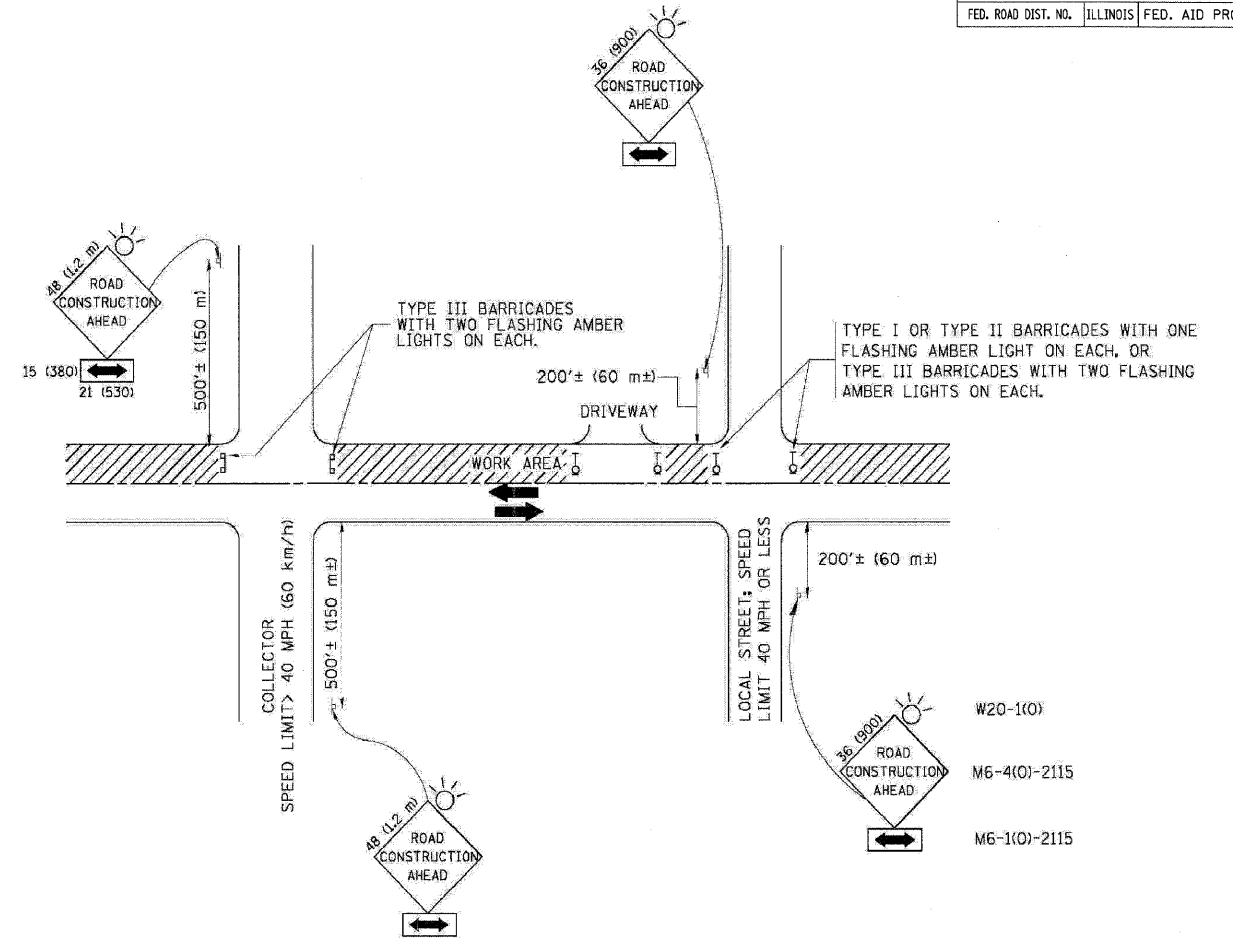 FED. ROAD DIST. NO. ILLINOIS FED. AID PRO
36 (900)
ROAD
CONSTRUCTION
AHEAD
48 (1.2 m)
ROAD
CONSTRUCTION
AHEAD
15 (380)
21 (530)
500'± (150 m)
TYPE III BARRICADES
WITH TWO FLASHING AMBER
LIGHTS ON EACH.
200'± (60 m±)
DRIVEWAY
TYPE I OR TYPE II BARRICADES WITH ONE
FLASHING AMBER LIGHT ON EACH. OR
TYPE III BARRICADES WITH TWO FLASHING
AMBER LIGHTS ON EACH.
WORK AREA
COLLECTOR
SPEED LIMIT> 40 MPH (60 km/h)
500'± (150 m±)
LOCAL STREET; SPEED
LIMIT 40 MPH OR LESS
200'± (60 m±)
36 (900)
ROAD
CONSTRUCTION
AHEAD
W20-1(O)
M6-4(O)-2115
M6-1(O)-2115
48 (1.2 m)
ROAD
CONSTRUCTION
AHEAD